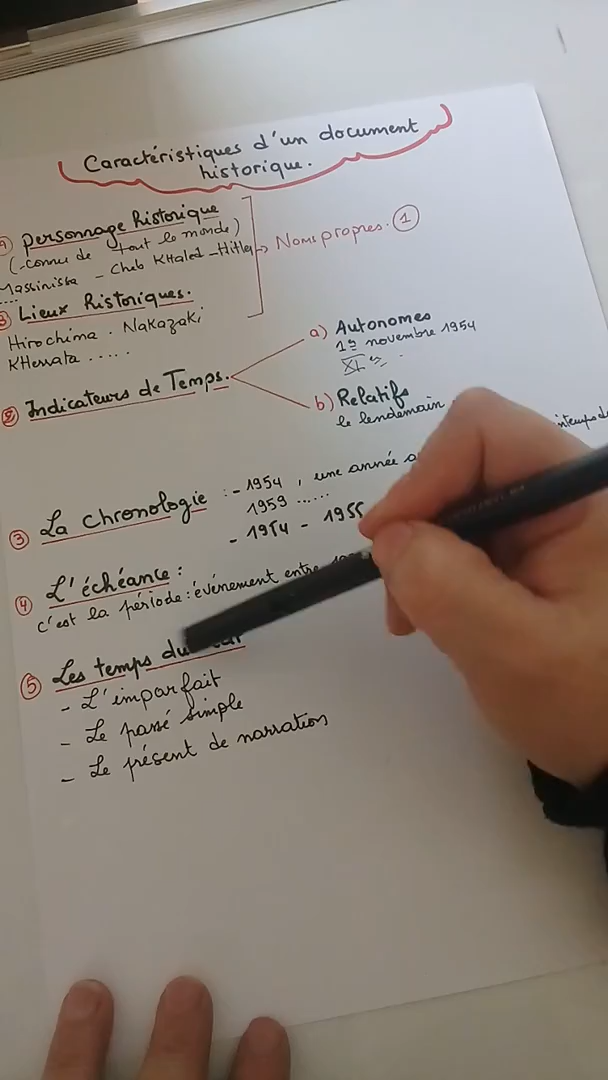 Caractéristiques d'un document
historique.
Personnage historique
(connu de tout le monde)
Massinissa - Cheb KHaled - Hitler
Noms propres. 1
Lieux historiques.
Hirochima . Nakazaki
KHerrata .....
2 Indicateurs de Temps.
a) Autonomes
1er novembre 1954
b) Relatifs
le lendemain
3 La chronologie : - 1954 , une année
1959 .....
- 1954 - 1955
4 L'échéance :
c'est la période : événement entre
5 Les temps du
- L'imparfait
- Le passé simple
- Le présent de narration